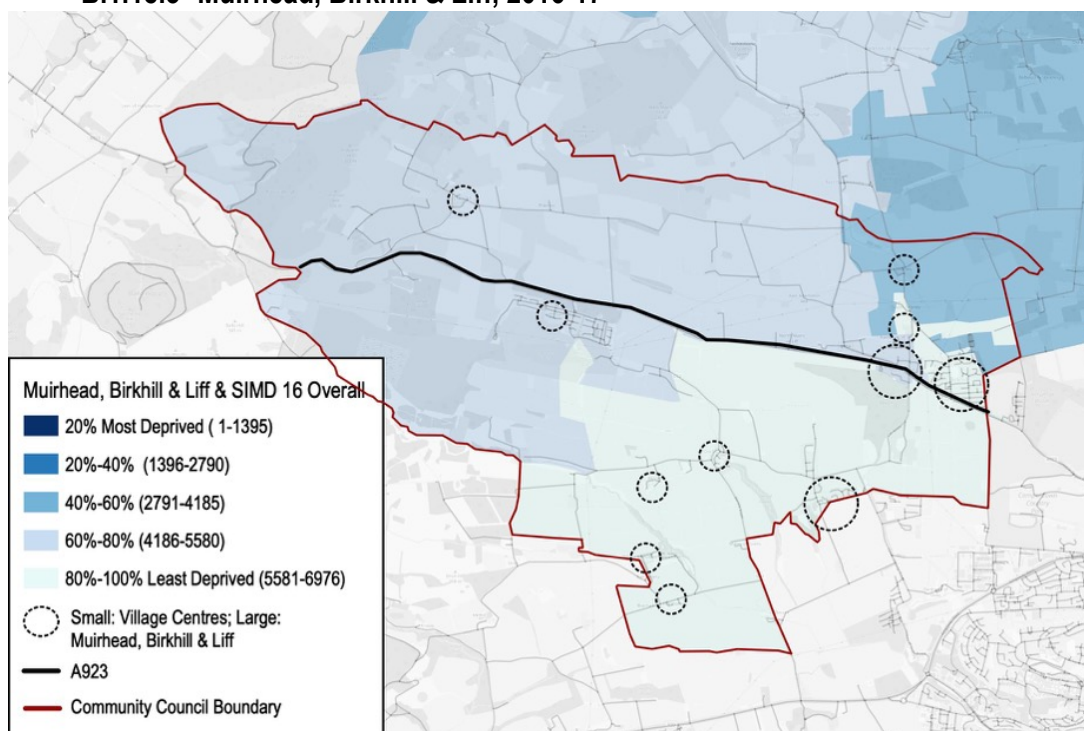 Muirhead, Birkhill & Liff & SIMD 16 Overall
20% Most Deprived ( 1-1395)
20%-40% (1396-2790)
40%-60% (2791-4185)
60%-80% (4186-5580)
80%-100% Least Deprived (5581-6976)
Small: Village Centres; Large:
Muirhead, Birkhill & Liff
A923
Community Council Boundary